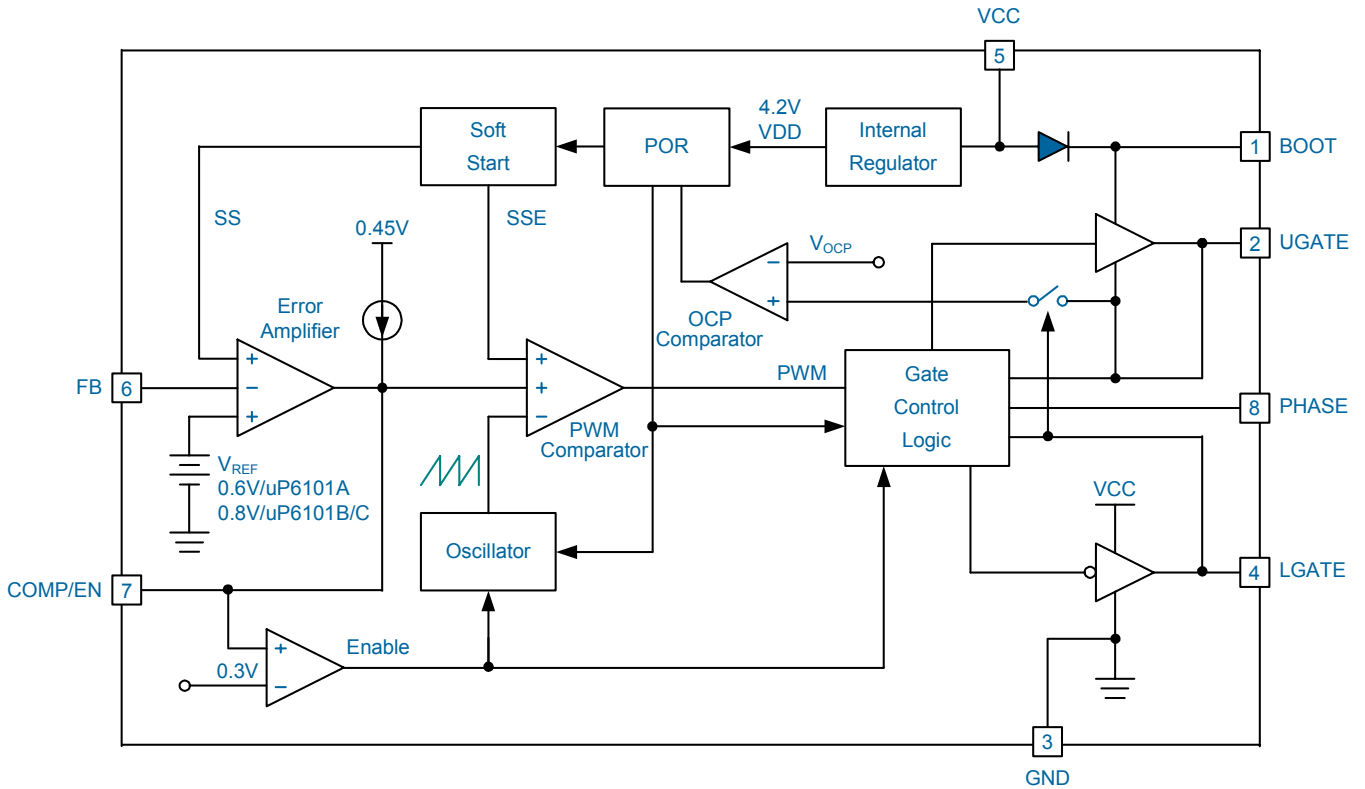 VCC
5
Soft
Start
POR
4.2V
VDD
Internal
Regulator
1
BOOT
SS
SSE
0.45V
VOCP
−
+
2
UGATE
Error
Amplifier
OCP
Comparator
FB
6
+
−
+
+
+
−
PWM
Gate
Control
Logic
8
PHASE
PWM
Comparator
VREF
0.6V/uP6101A
0.8V/uP6101B/C
VCC
Oscillator
COMP/EN
7
4
LGATE
Enable
+
0.3V
−
3
GND